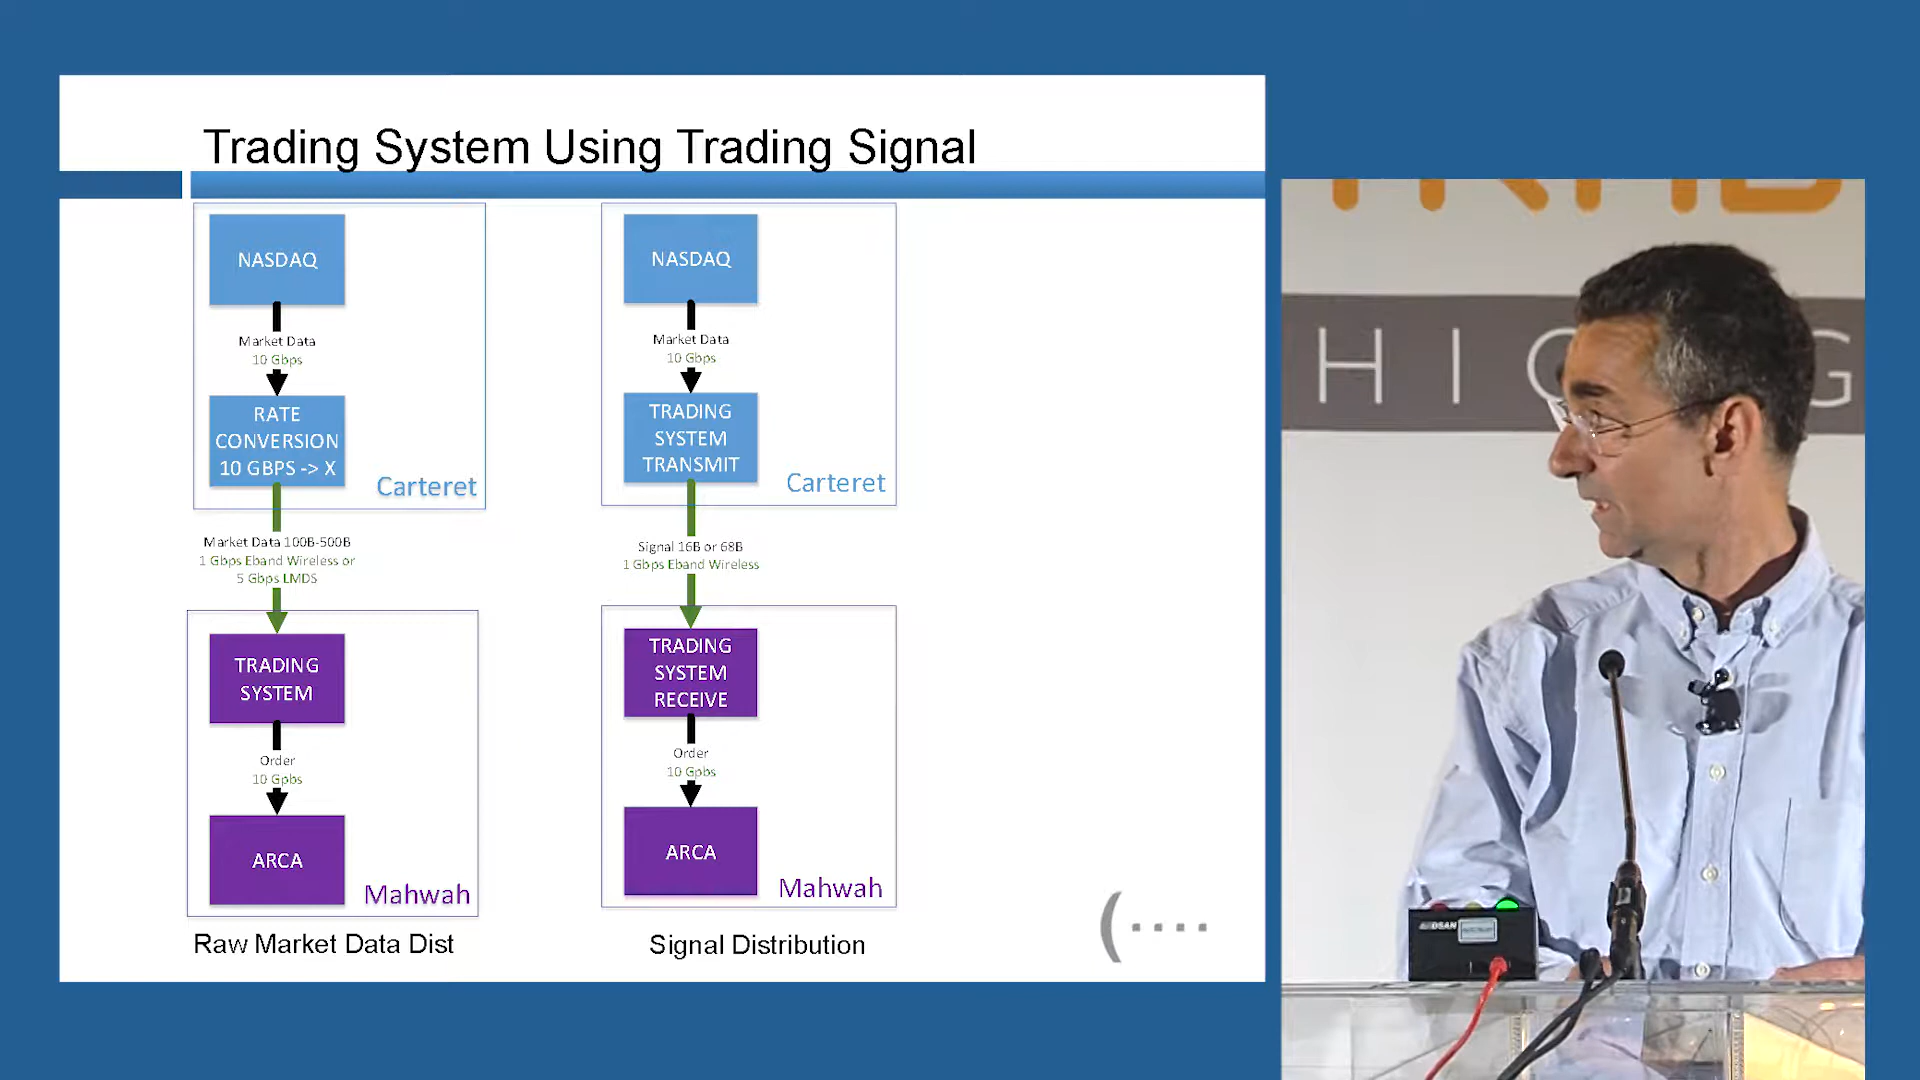 Trading System Using Trading Signal
NASDAQ
Market Data
10 Gbps
RATE
CONVERSION
10 GBPS -> X
Carteret
Market Data 100B-500B
1 Gbps Eband Wireless or
5 Gbps LMDS
TRADING
SYSTEM
Order
10 Gpbs
ARCA
Mahwah
Raw Market Data Dist
NASDAQ
Market Data
10 Gbps
TRADING
SYSTEM
TRANSMIT
Carteret
Signal 16B or 68B
1 Gbps Eband Wireless
TRADING
SYSTEM
RECEIVE
Order
10 Gpbs
ARCA
Mahwah
Signal Distribution
(····
H I C G
DSAN